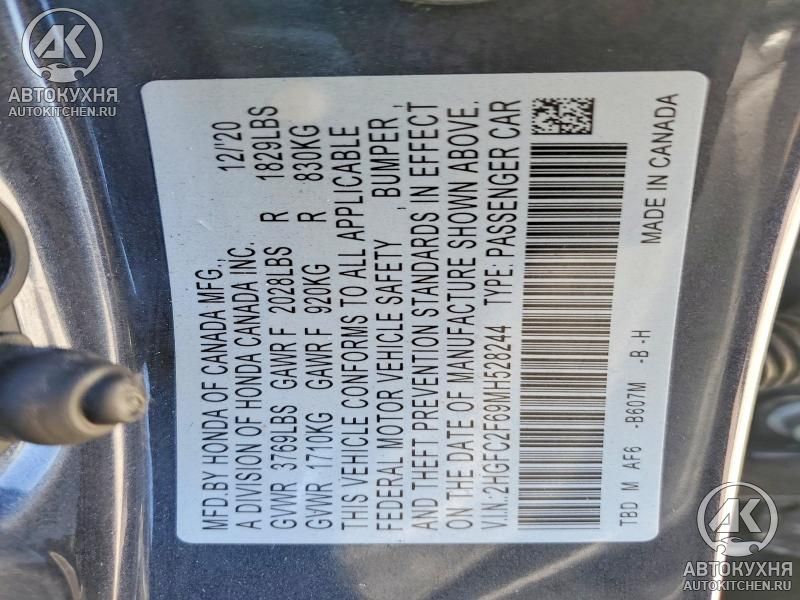 AK
АВТОКУХНЯ
AUTOKITCHEN.RU
MFD.BY HONDA OF CANADA MFG., 12/'20
A DIVISION OF HONDA CANADA INC.
GVWR 3769LBS GAWR F 2028LBS R 1829LBS
GVWR 1710KG GAWR F 920KG R 830KG
THIS VEHICLE CONFORMS TO ALL APPLICABLE
FEDERAL MOTOR VEHICLE SAFETY , BUMPER ,
AND THEFT PREVENTION STANDARDS IN EFFECT
ON THE DATE OF MANUFACTURE SHOWN ABOVE.
V.I.N. 2HGFC2F69MH528244 TYPE: PASSENGER CAR
TBD M AF6 -B607M -B -H
MADE IN CANADA
AK
АВТОКУХНЯ
AUTOKITCHEN.RU